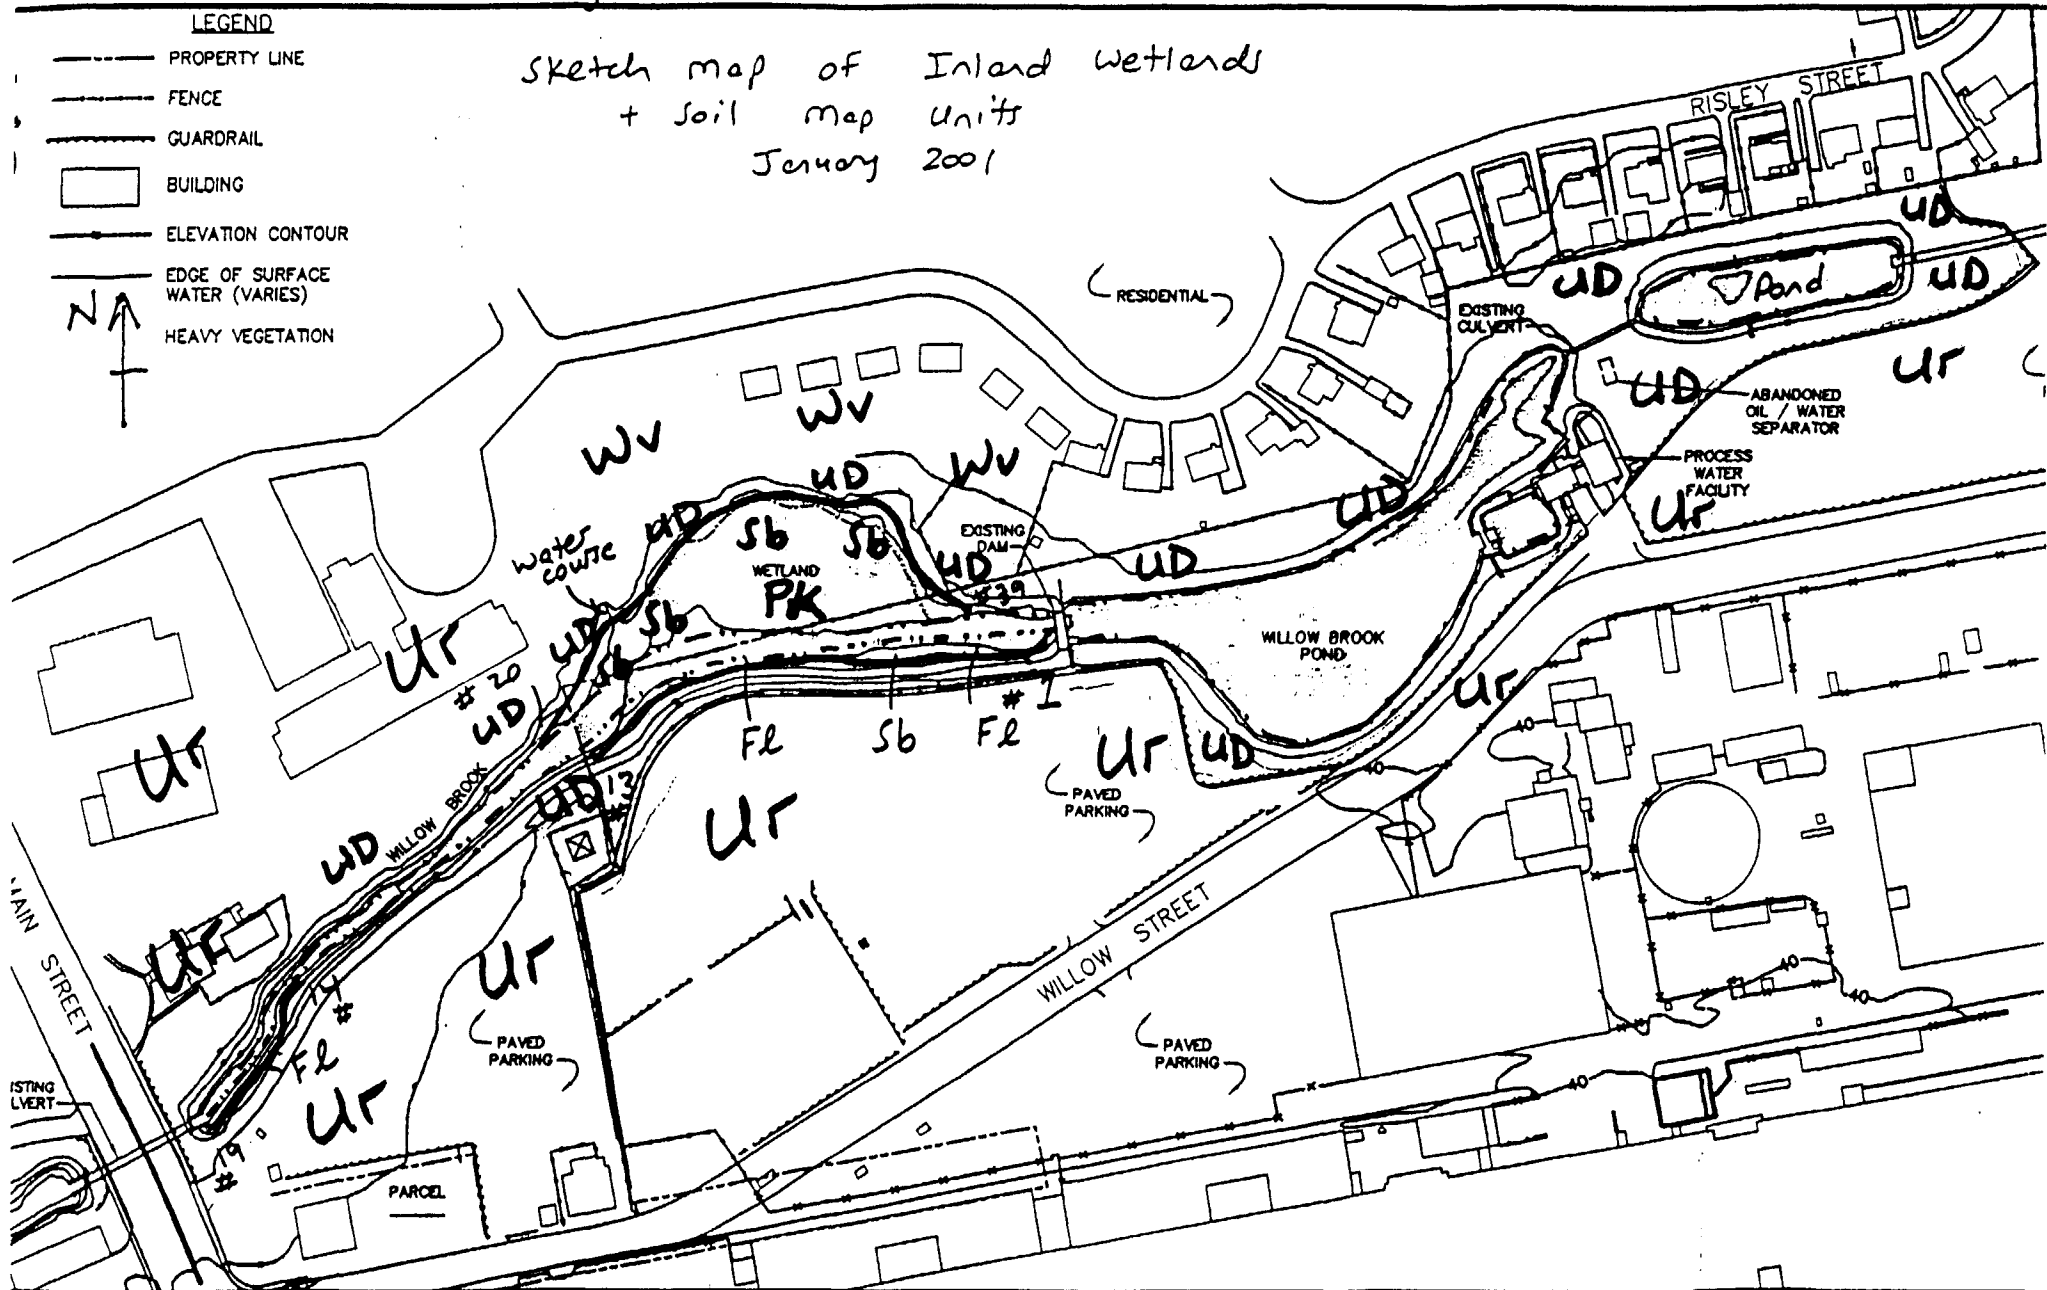 LEGEND
PROPERTY LINE
FENCE
GUARDRAIL
BUILDING
ELEVATION CONTOUR
EDGE OF SURFACE
WATER (VARIES)
HEAVY VEGETATION
N
Sketch map of Inland Wetlands
+ Soil Map Units
January 2001
RISLEY STREET
RESIDENTIAL
UD
UD
Pond
UD
EXISTING
CULVERT
Ur
UD
ABANDONED
OIL / WATER
SEPARATOR
PROCESS
WATER
FACILITY
Ur
Wv
Wv
Wv
UD
UD
UD
water
course
Sb
Sb
EXISTING
DAM
UD
UD
WETLAND
PK
#39
Sb
UD
Sb
Ur
# 20
UD
WILLOW BROOK
POND
Ur
# 1
Fl
Sb
Fl
Ur
UD
Ur
UD
13
#
WILLOW BROOK
UD
Ur
PAVED
PARKING
40
40
WILLOW STREET
MAIN STREET
Ur
Ur
14
#
Fl
Ur
PAVED
PARKING
PAVED
PARKING
40
40
40
ISTING
LVERT
19
#
PARCEL